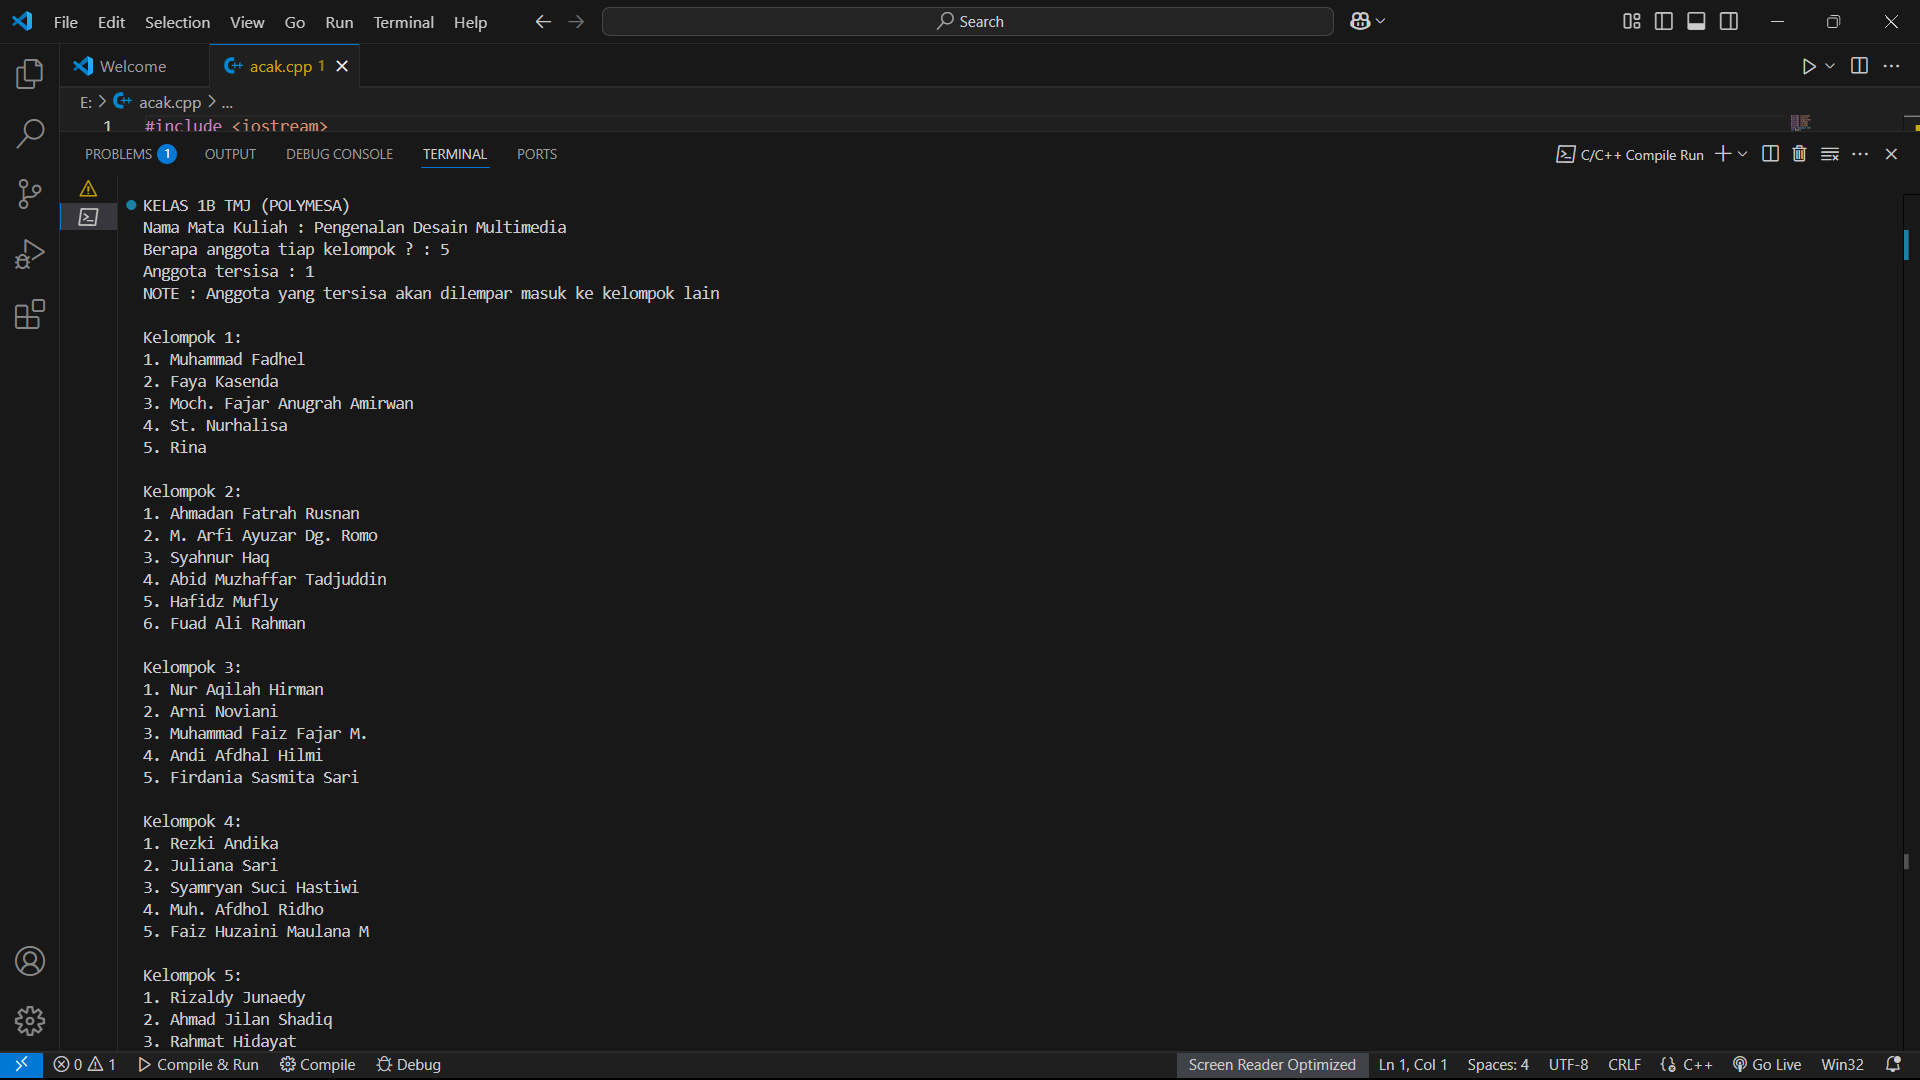 File Edit Selection View Go Run Terminal Help
Search
Welcome
acak.cpp 1
E: > acak.cpp > ...
1 #include <iostream>
PROBLEMS 1 OUTPUT DEBUG CONSOLE TERMINAL PORTS
C/C++ Compile Run
KELAS 1B TMJ (POLYMESA)
Nama Mata Kuliah : Pengenalan Desain Multimedia
Berapa anggota tiap kelompok ? : 5
Anggota tersisa : 1
NOTE : Anggota yang tersisa akan dilempar masuk ke kelompok lain
Kelompok 1:
1. Muhammad Fadhel
2. Faya Kasenda
3. Moch. Fajar Anugrah Amirwan
4. St. Nurhalisa
5. Rina
Kelompok 2:
1. Ahmadan Fatrah Rusnan
2. M. Arfi Ayuzar Dg. Romo
3. Syahnur Haq
4. Abid Muzhaffar Tadjuddin
5. Hafidz Mufly
6. Fuad Ali Rahman
Kelompok 3:
1. Nur Aqilah Hirman
2. Arni Noviani
3. Muhammad Faiz Fajar M.
4. Andi Afdhal Hilmi
5. Firdania Sasmita Sari
Kelompok 4:
1. Rezki Andika
2. Juliana Sari
3. Syamryan Suci Hastiwi
4. Muh. Afdhol Ridho
5. Faiz Huzaini Maulana M
Kelompok 5:
1. Rizaldy Junaedy
2. Ahmad Jilan Shadiq
3. Rahmat Hidayat
0 1 Compile & Run Compile Debug
Screen Reader Optimized Ln 1, Col 1 Spaces: 4 UTF-8 CRLF C++ Go Live Win32